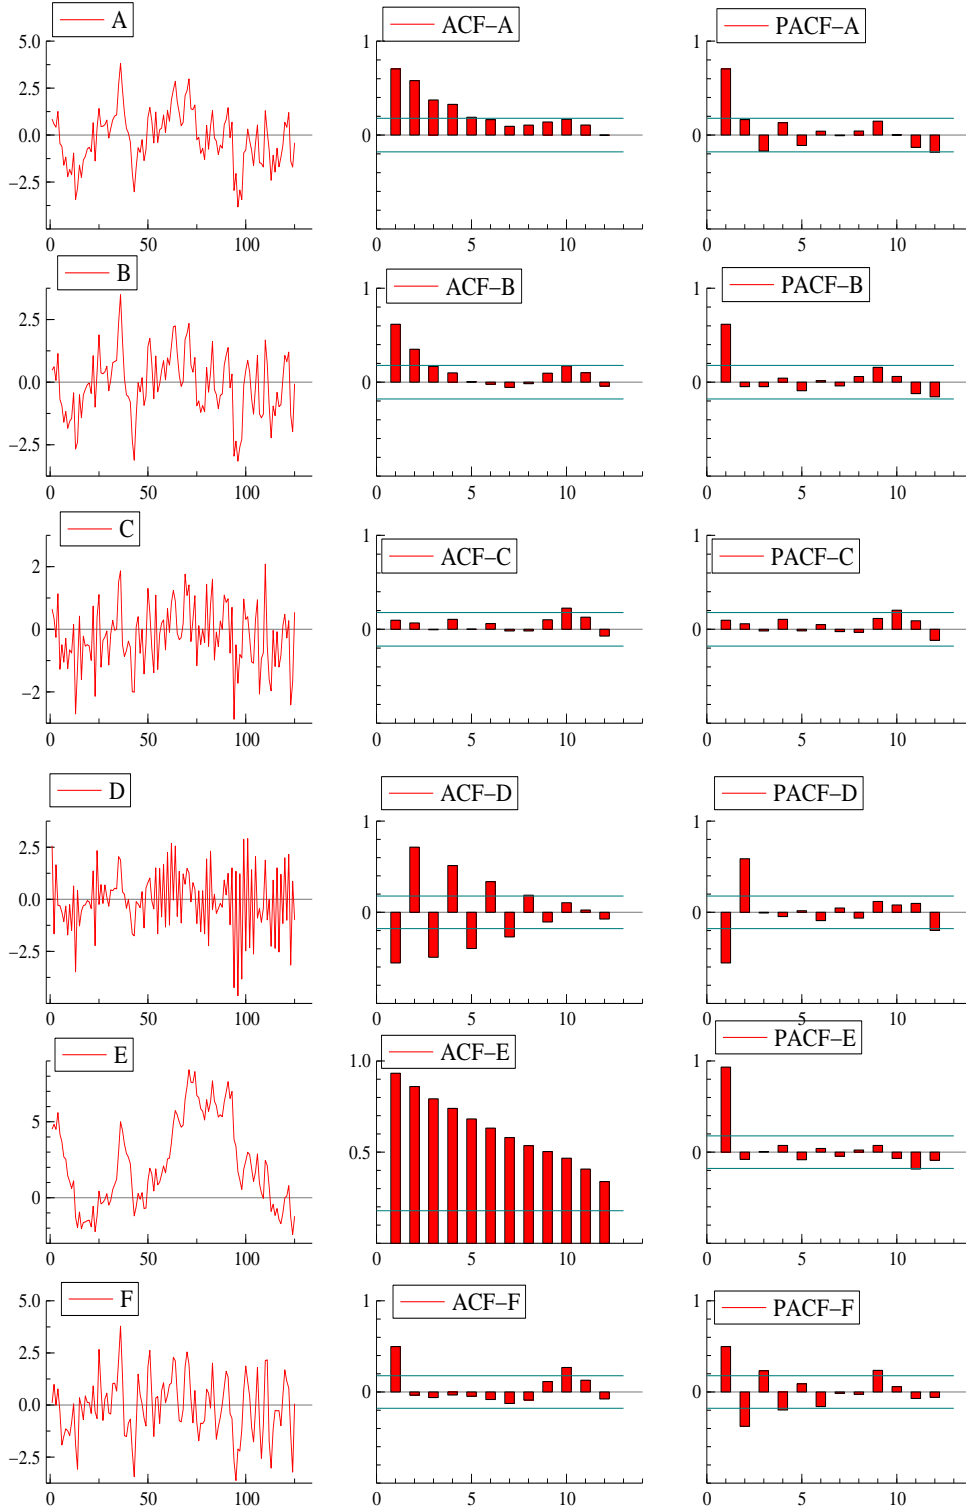 A ACF−A PACF−A
5.0 1 1
2.5
0.0 0 0
−2.5
0 50 100 0 5 10 0 5 10
B ACF−B PACF−B
1 1
2.5
0.0 0 0
−2.5
0 50 100 0 5 10 0 5 10
C ACF−C PACF−C
1 1
2
0 0 0
−2
0 50 100 0 5 10 0 5 10
D ACF−D PACF−D
1 1
2.5
0.0 0 0
−2.5
0 50 100 0 5 10 0 5 10
E ACF−E PACF−E
1.0 1
5
0.5 0
0
0 50 100 0 5 10 0 5 10
F ACF−F PACF−F
5.0 1 1
2.5
0.0 0 0
−2.5
0 50 100 0 5 10 0 5 10